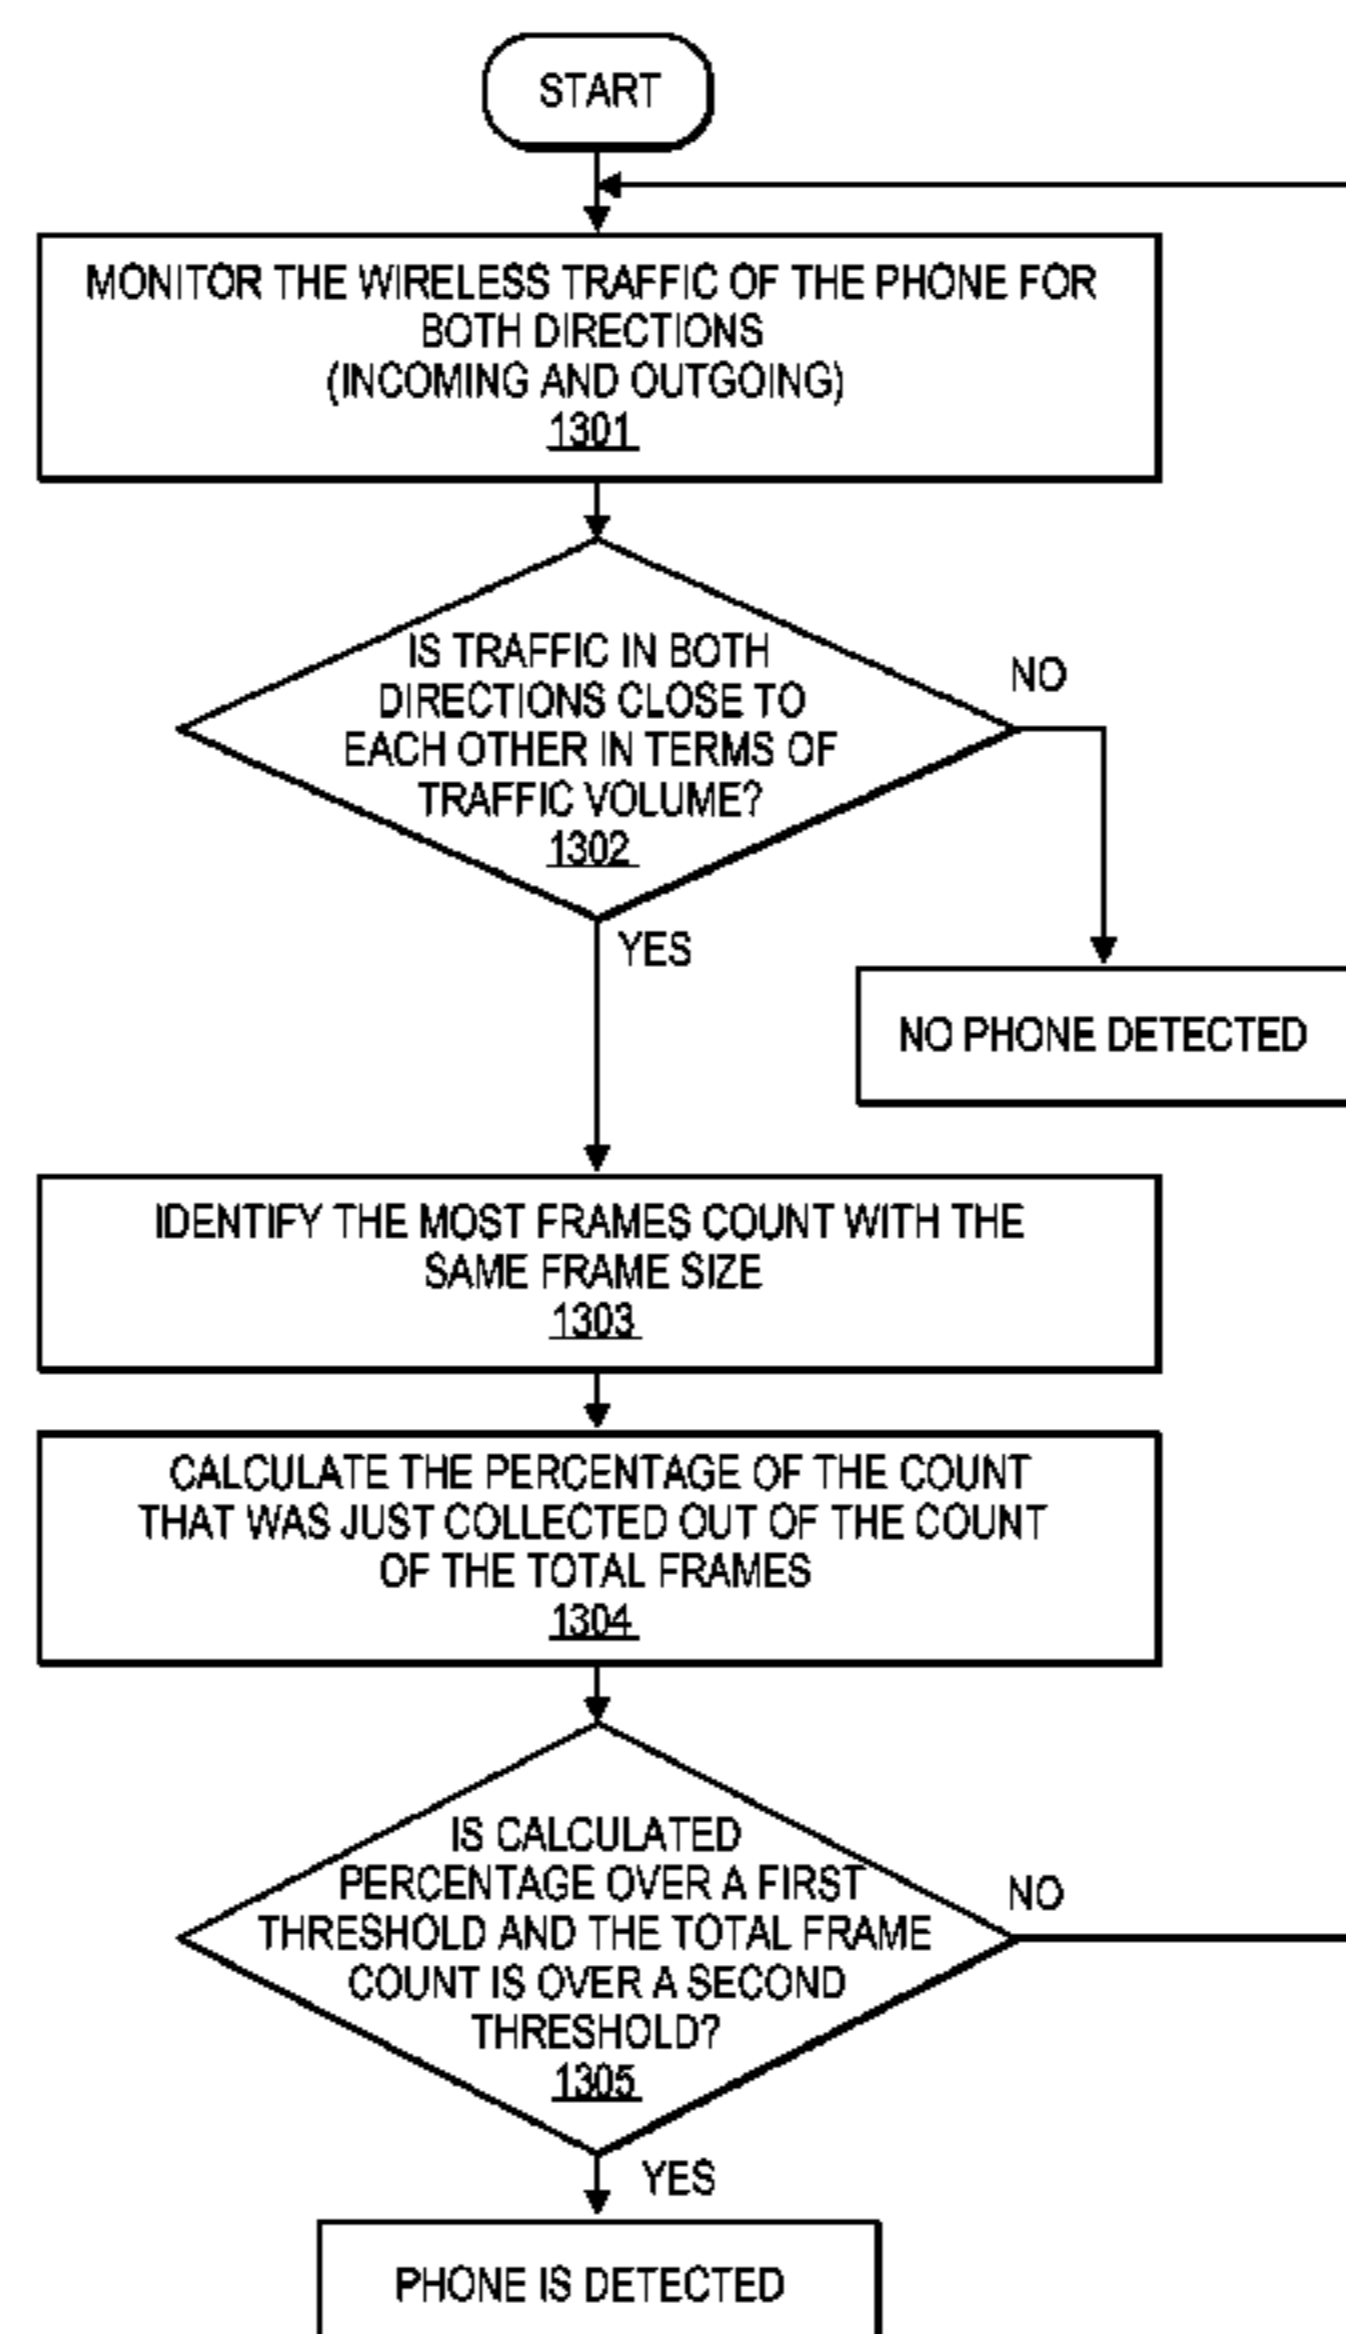 START
MONITOR THE WIRELESS TRAFFIC OF THE PHONE FOR
BOTH DIRECTIONS
(INCOMING AND OUTGOING)
1301
IS TRAFFIC IN BOTH
DIRECTIONS CLOSE TO
EACH OTHER IN TERMS OF
TRAFFIC VOLUME?
1302
NO
YES
NO PHONE DETECTED
IDENTIFY THE MOST FRAMES COUNT WITH THE
SAME FRAME SIZE
1303
CALCULATE THE PERCENTAGE OF THE COUNT
THAT WAS JUST COLLECTED OUT OF THE COUNT
OF THE TOTAL FRAMES
1304
IS CALCULATED
PERCENTAGE OVER A FIRST
THRESHOLD AND THE TOTAL FRAME
COUNT IS OVER A SECOND
THRESHOLD?
1305
NO
YES
PHONE IS DETECTED